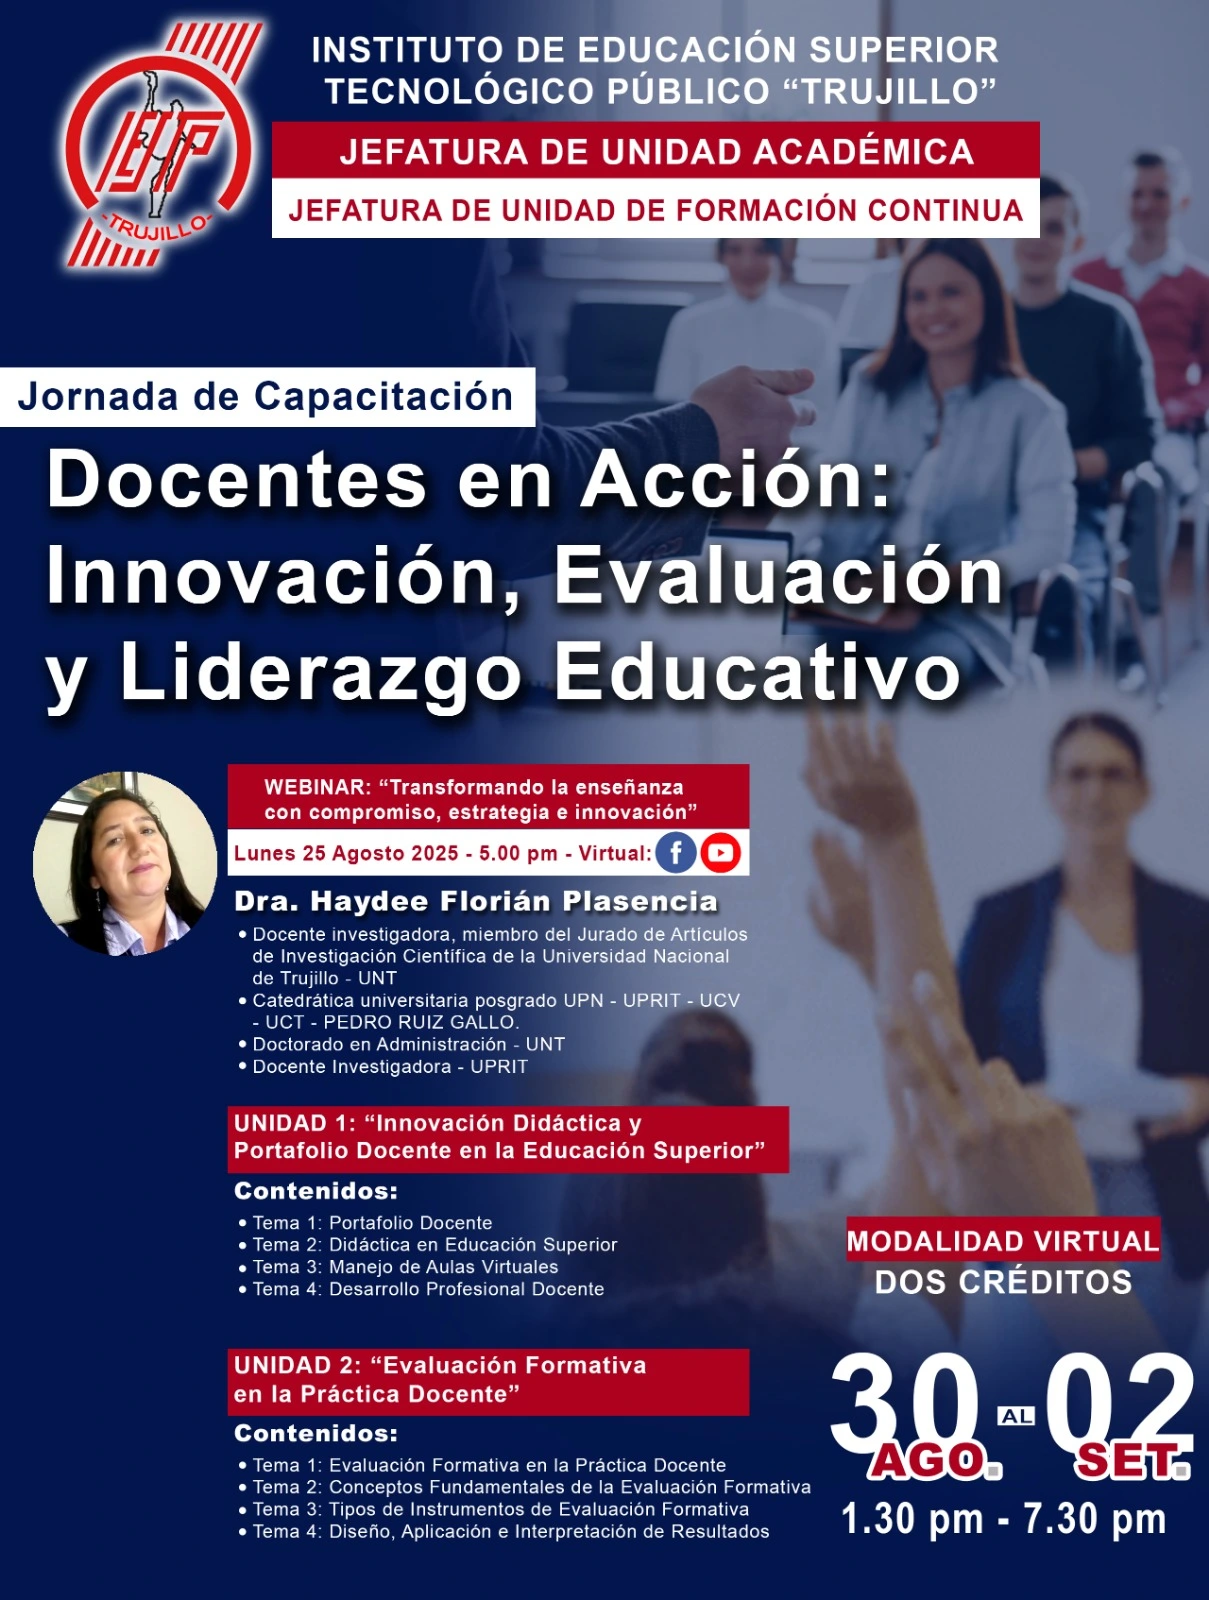 IESTP
-TRUJILLO-
INSTITUTO DE EDUCACIÓN SUPERIOR
TECNOLÓGICO PÚBLICO “TRUJILLO”
JEFATURA DE UNIDAD ACADÉMICA
JEFATURA DE UNIDAD DE FORMACIÓN CONTINUA
Jornada de Capacitación
Docentes en Acción:
Innovación, Evaluación
y Liderazgo Educativo
WEBINAR: “Transformando la enseñanza
con compromiso, estrategia e innovación”
Lunes 25 Agosto 2025 - 5.00 pm - Virtual:
Dra. Haydee Florián Plasencia
• Docente investigadora, miembro del Jurado de Artículos
de Investigación Científica de la Universidad Nacional
de Trujillo - UNT
• Catedrática universitaria posgrado UPN - UPRIT - UCV
- UCT - PEDRO RUIZ GALLO.
• Doctorado en Administración - UNT
• Docente Investigadora - UPRIT
UNIDAD 1: “Innovación Didáctica y
Portafolio Docente en la Educación Superior”
Contenidos:
• Tema 1: Portafolio Docente
• Tema 2: Didáctica en Educación Superior
• Tema 3: Manejo de Aulas Virtuales
• Tema 4: Desarrollo Profesional Docente
UNIDAD 2: “Evaluación Formativa
en la Práctica Docente”
Contenidos:
• Tema 1: Evaluación Formativa en la Práctica Docente
• Tema 2: Conceptos Fundamentales de la Evaluación Formativa
• Tema 3: Tipos de Instrumentos de Evaluación Formativa
• Tema 4: Diseño, Aplicación e Interpretación de Resultados
MODALIDAD VIRTUAL
DOS CRÉDITOS
30 AL 02
AGO. SET.
1.30 pm - 7.30 pm